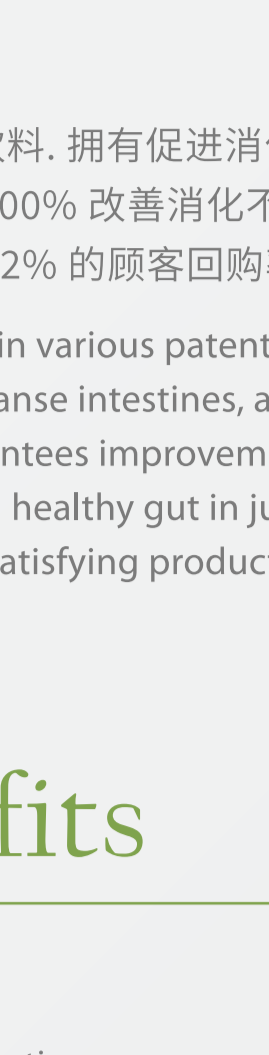 料. 拥有促进消
00% 改善消化不
2% 的顾客回购
in various patent
anse intestines, a
ntees improvem
healthy gut in ju
atisfying product
fits